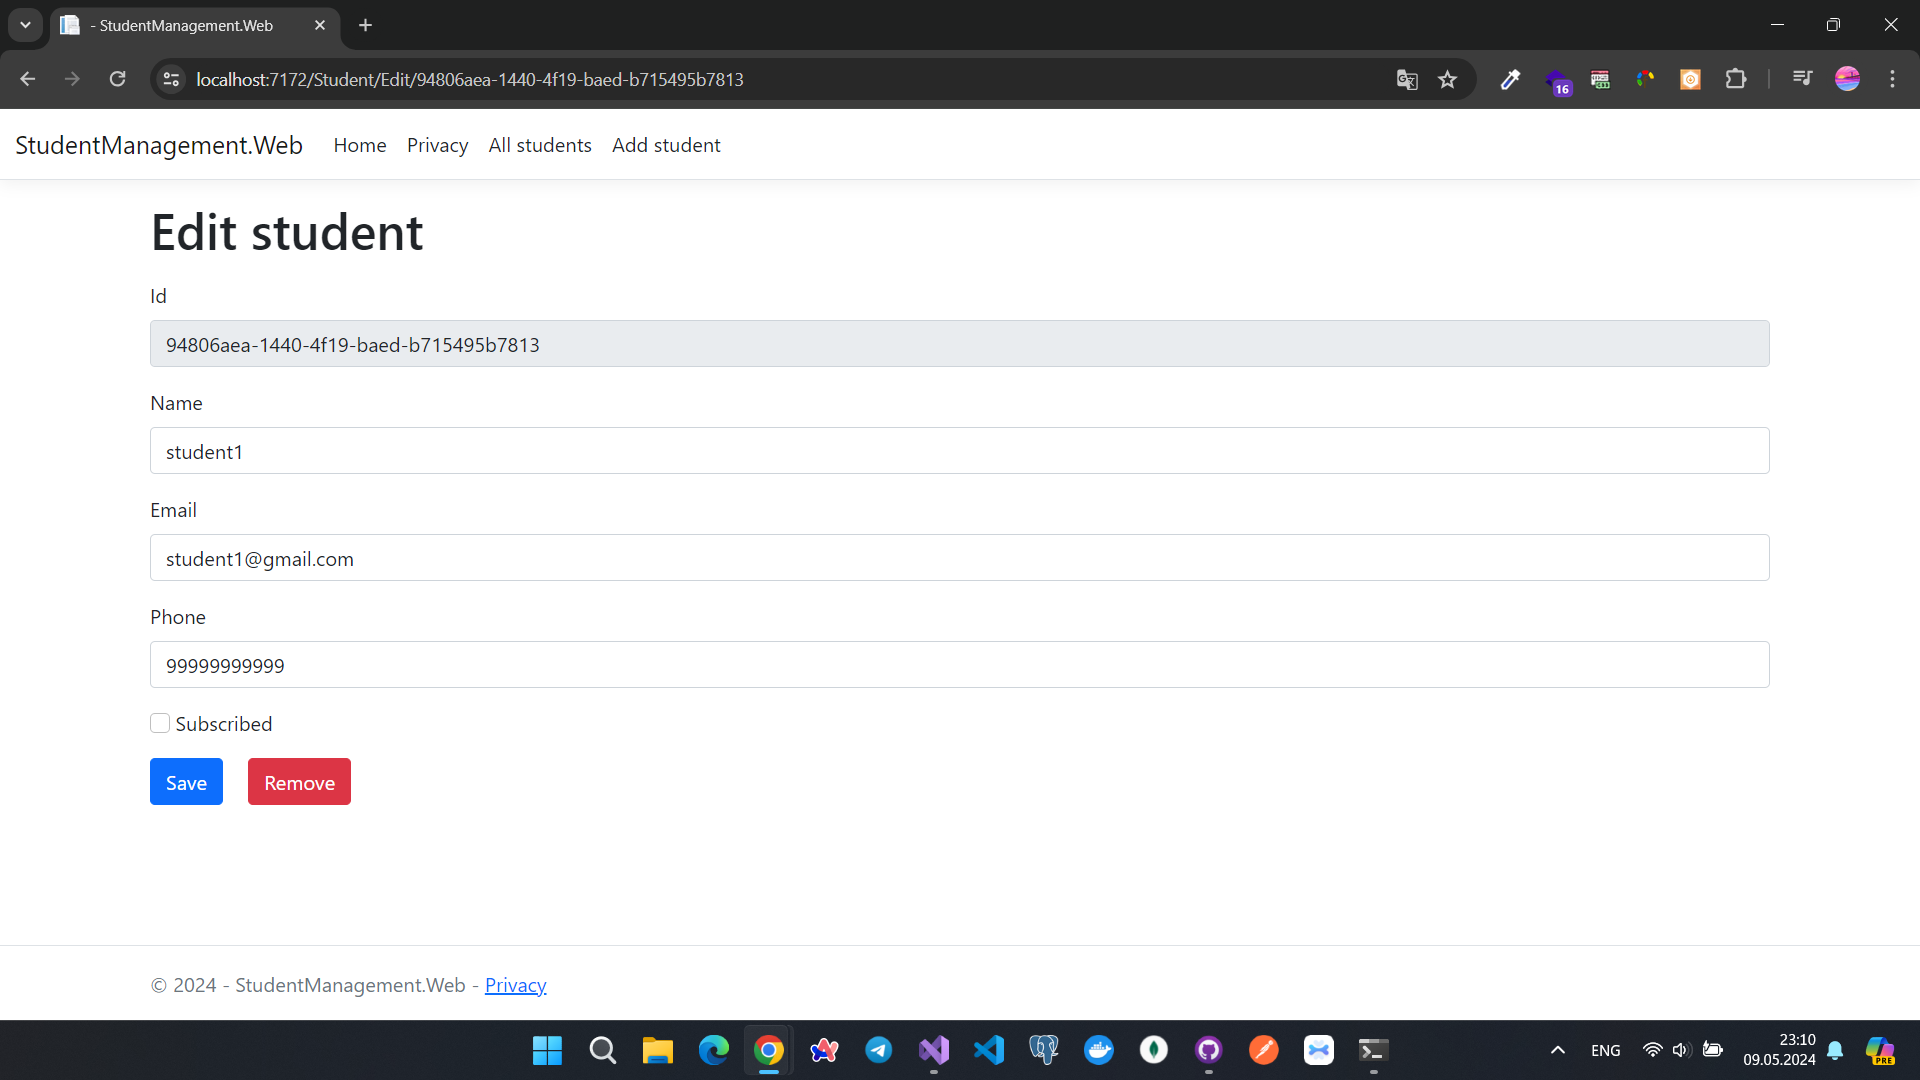 - StudentManagement.Web
localhost:7172/Student/Edit/94806aea-1440-4f19-baed-b715495b7813
16
StudentManagement.Web Home Privacy All students Add student
Edit student
Id
94806aea-1440-4f19-baed-b715495b7813
Name
student1
Email
student1@gmail.com
Phone
99999999999
Subscribed
Save Remove
© 2024 - StudentManagement.Web - Privacy
ENG
23:10
09.05.2024
PRE